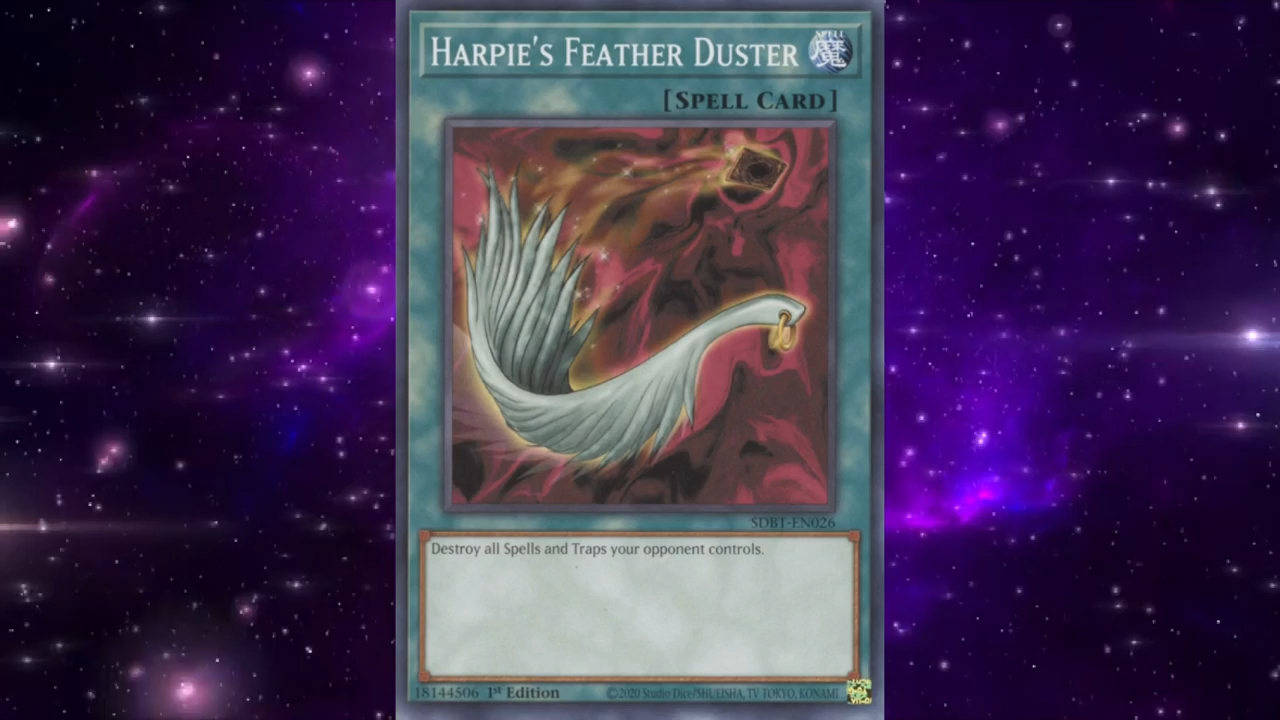 HARPIE'S FEATHER DUSTER
SPELL
魔
[SPELL CARD]
SDBT-EN026
Destroy all Spells and Traps your opponent controls.
18144506 1st Edition ©2020 Studio Dice/SHUEISHA, TV TOKYO, KONAMI